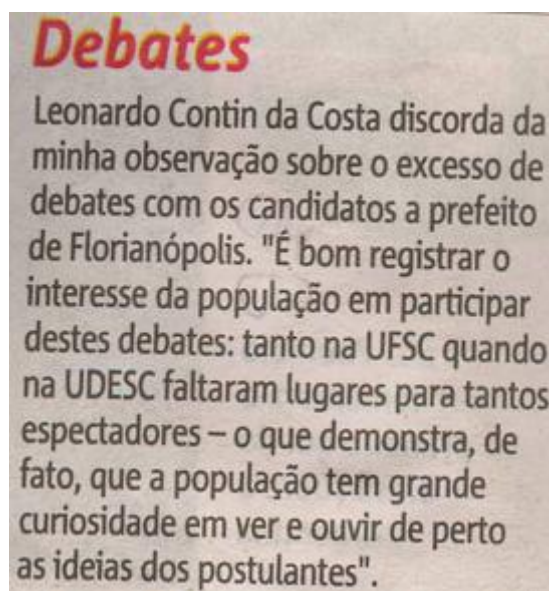 Debates
Leonardo Contin da Costa discorda da
minha observação sobre o excesso de
debates com os candidatos a prefeito
de Florianópolis. "É bom registrar o
interesse da população em participar
destes debates: tanto na UFSC quando
na UDESC faltaram lugares para tantos
espectadores – o que demonstra, de
fato, que a população tem grande
curiosidade em ver e ouvir de perto
as ideias dos postulantes".